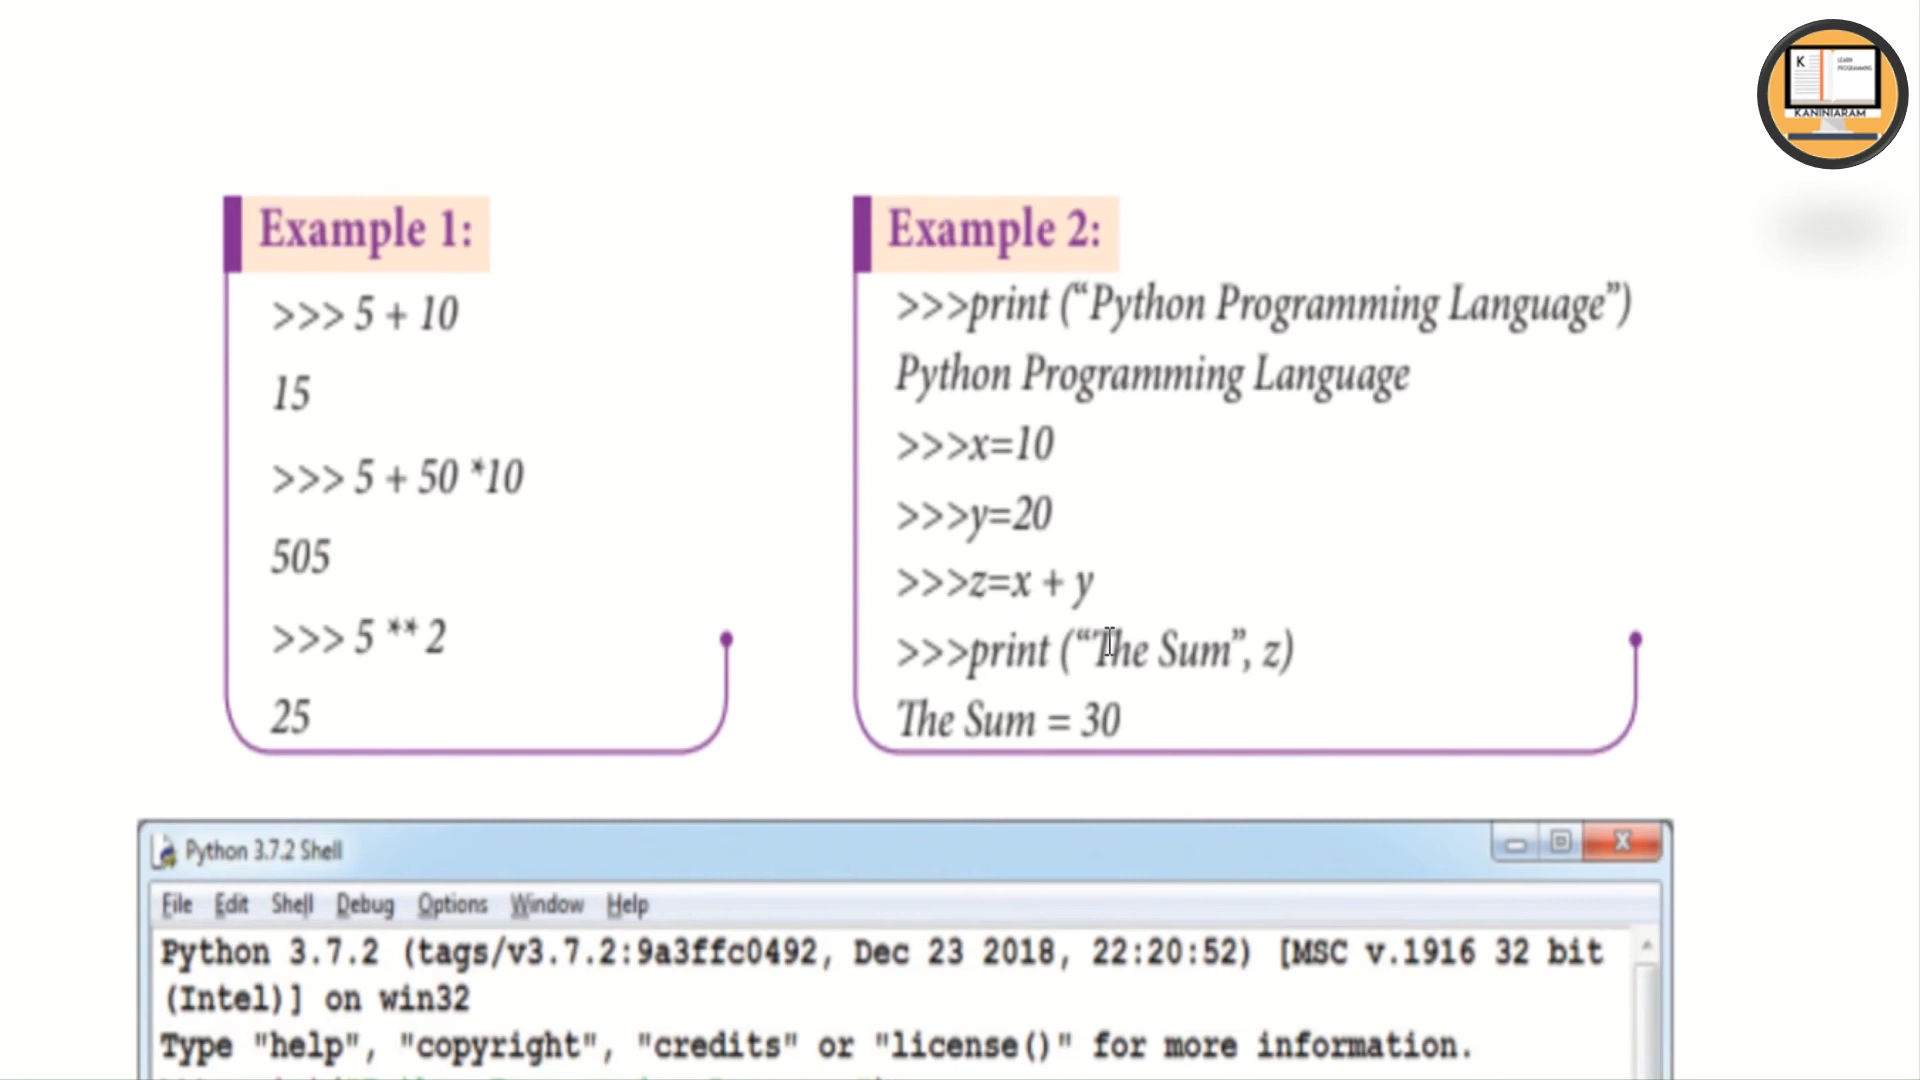 K
LEARN
PROGRAMMING
KANINIARAM
Example 1:
>>> 5 + 10
15
>>> 5 + 50 *10
505
>>> 5 ** 2
25
Example 2:
>>>print (“Python Programming Language”)
Python Programming Language
>>>x=10
>>>y=20
>>>z=x + y
>>>print (“The Sum”, z)
The Sum = 30
Python 3.7.2 Shell
File Edit Shell Debug Options Window Help
Python 3.7.2 (tags/v3.7.2:9a3ffc0492, Dec 23 2018, 22:20:52) [MSC v.1916 32 bit
(Intel)] on win32
Type "help", "copyright", "credits" or "license()" for more information.